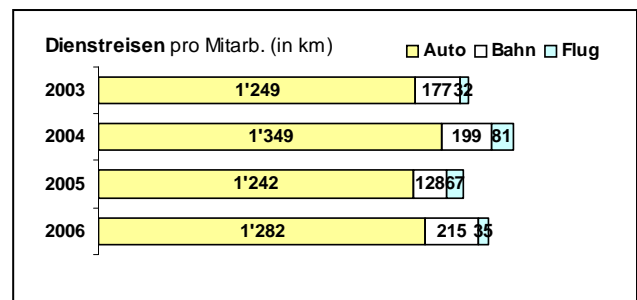 Dienstreisen pro Mitarb. (in km) Auto Bahn Flug
2003 1'249 177 32
2004 1'349 199 81
2005 1'242 128 67
2006 1'282 215 35